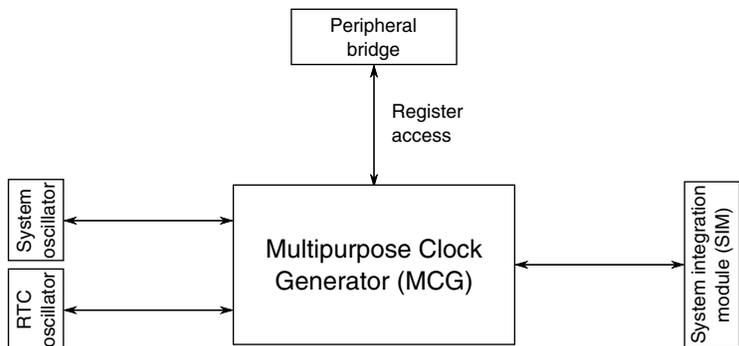 Peripheral
bridge
Register
access
System
oscillator
Multipurpose Clock
Generator (MCG)
System integration
module (SIM)
RTC
oscillator